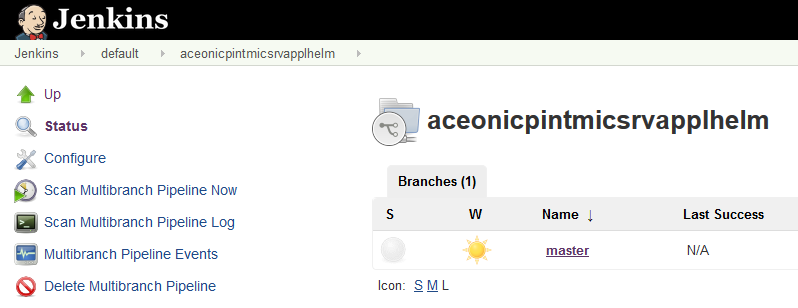 Jenkins
Jenkins default aceonicpintmicsrvapplhelm
Up
Status
Configure
Scan Multibranch Pipeline Now
Scan Multibranch Pipeline Log
Multibranch Pipeline Events
Delete Multibranch Pipeline
aceonicpintmicsrvapplhelm
Branches (1)
S W Name ↓ Last Success
master N/A
Icon: S M L